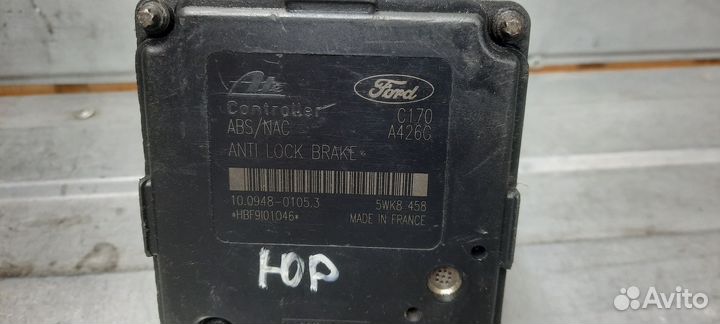 Ate Ford
Controller C170
ABS/NAC A426G
ANTI LOCK BRAKE
10.0948-0105.3 5WK8 458
*HBF9I01046* MADE IN FRANCE
ЮР
Avito